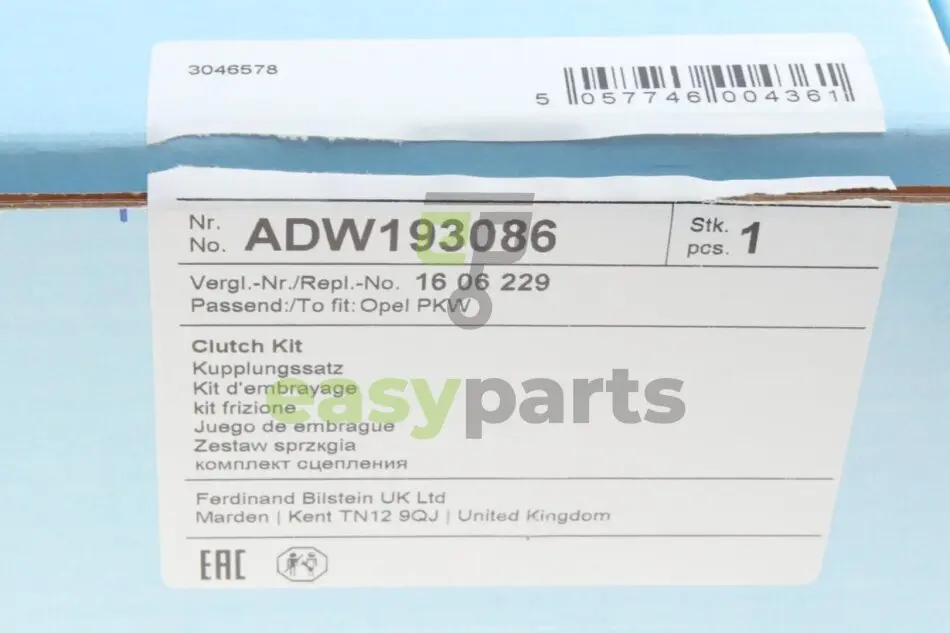 3046578
5 057746 004361
Nr.
No. ADW193086
Stk.
pcs. 1
Vergl.-Nr./Repl.-No. 16 06 229
Passend:/To fit: Opel PKW
Clutch Kit
Kupplungssatz
Kit d'embrayage
kit frizione
Juego de embrague
Zestaw sprzкgіa
комплект сцепления
easyparts
Ferdinand Bilstein UK Ltd
Marden | Kent TN12 9QJ | United Kingdom
EAC